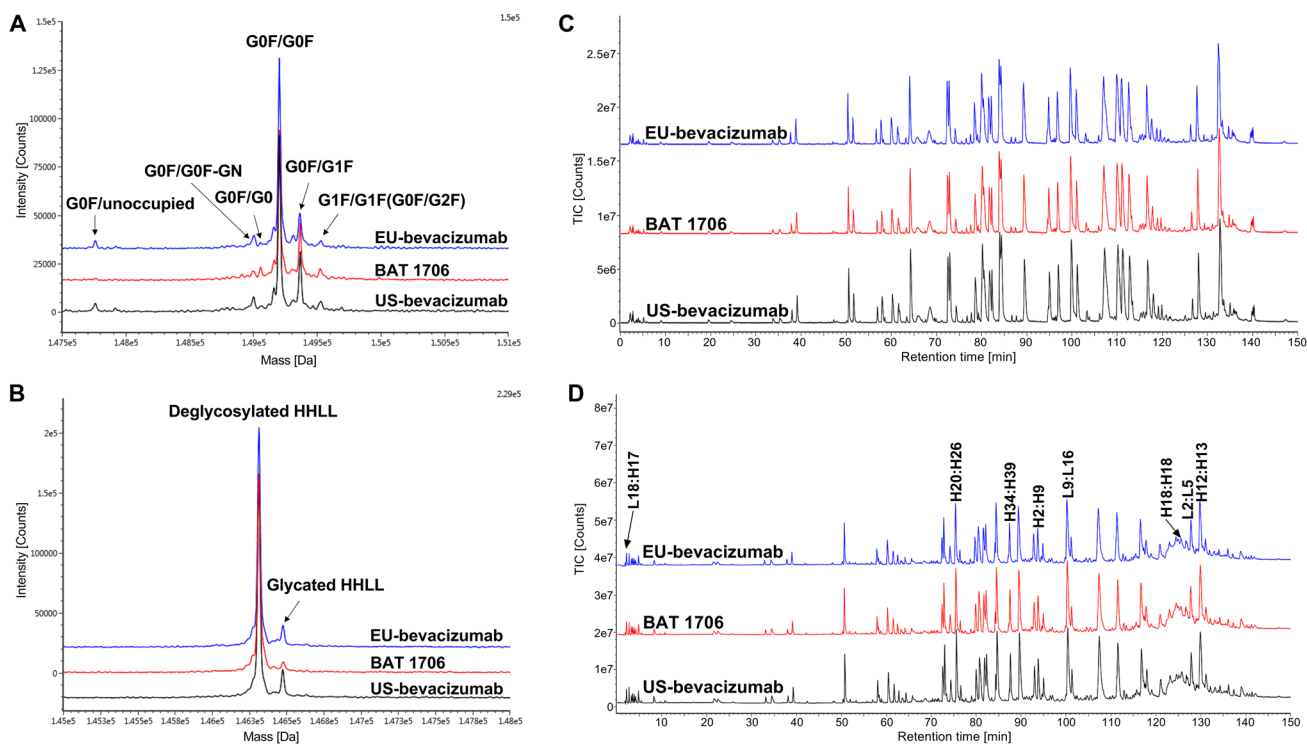 A
1.5e5
1.5e5
G0F/G0F
1.25e5
100000
G0F/G0F-GN
G0F/G1F
75000
G0F/G0
G1F/G1F(G0F/G2F)
G0F/unoccupied
50000
EU-bevacizumab
25000
BAT 1706
US-bevacizumab
0
Intensity [Counts]
1.475e5 1.48e5 1.485e5 1.49e5 1.495e5 1.5e5 1.505e5 1.51e5
Mass [Da]
B
2.29e5
Deglycosylated HHLL
2e5
1.5e5
100000
Glycated HHLL
50000
EU-bevacizumab
BAT 1706
0
US-bevacizumab
Intensity [Counts]
1.45e5 1.453e5 1.455e5 1.458e5 1.46e5 1.463e5 1.465e5 1.468e5 1.47e5 1.473e5 1.475e5 1.478e5 1.48e5
Mass [Da]
C
2.5e7
2e7
EU-bevacizumab
1.5e7
BAT 1706
1e7
5e6
US-bevacizumab
0
TIC [Counts]
0 10 20 30 40 50 60 70 80 90 100 110 120 130 140 150
Retention time [min]
D
8e7
7e7
6e7
5e7
4e7
3e7
2e7
1e7
0
TIC [Counts]
L18:H17
H20:H26
H34:H39
H2:H9
L9:L16
H18:H18
L2:L5
H12:H13
EU-bevacizumab
BAT 1706
US-bevacizumab
10 20 30 40 50 60 70 80 90 100 110 120 130 140 150
Retention time [min]